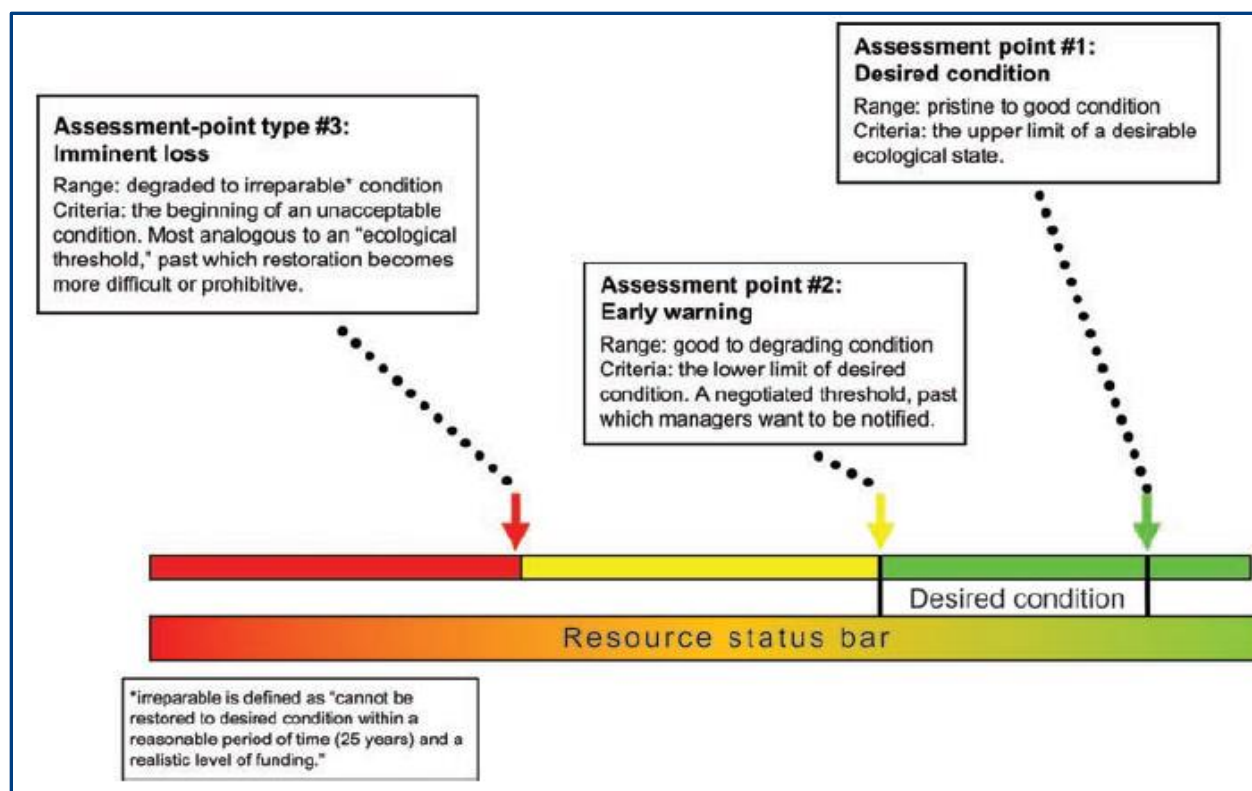 Assessment point #1:
Desired condition
Range: pristine to good condition
Criteria: the upper limit of a desirable
ecological state.
Assessment-point type #3:
Imminent loss
Range: degraded to irreparable* condition
Criteria: the beginning of an unacceptable
condition. Most analogous to an “ecological
threshold,” past which restoration becomes
more difficult or prohibitive.
Assessment point #2:
Early warning
Range: good to degrading condition
Criteria: the lower limit of desired
condition. A negotiated threshold, past
which managers want to be notified.
Desired condition
Resource status bar
*irreparable is defined as “cannot be
restored to desired condition within a
reasonable period of time (25 years) and a
realistic level of funding.”